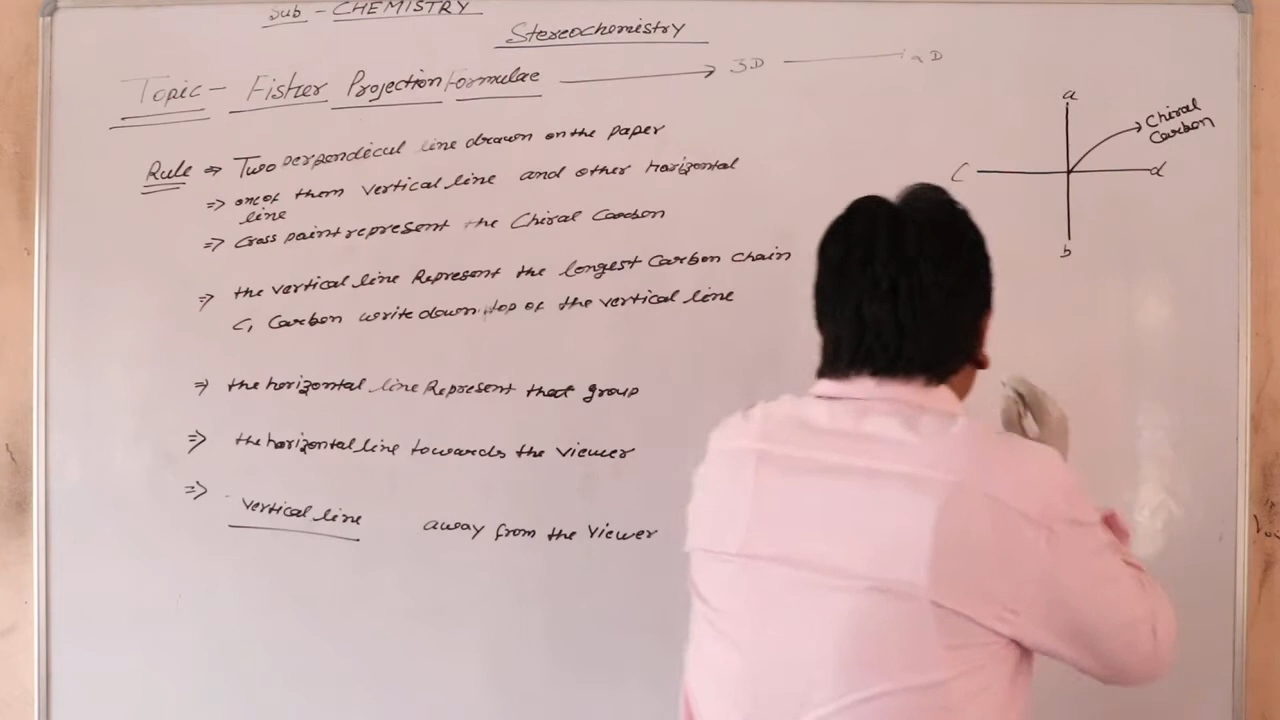 Sub - CHEMISTRY
Stereochemistry
Topic - Fisher Projection Formulae → 3D — in 2D
Rule ⇒ Two perpendicul line drawn on the paper
⇒ one of them vertical line and other horizontal
line
⇒ Cross point represent the Chiral Carbon
⇒ the vertical line Represent the longest Carbon chain
C, Carbon write down top of the vertical line
⇒ the horizontal line Represent that group
⇒ the horizontal line towards the viewer
⇒ vertical line away from the viewer
a
Chiral
Carbon
C d
b